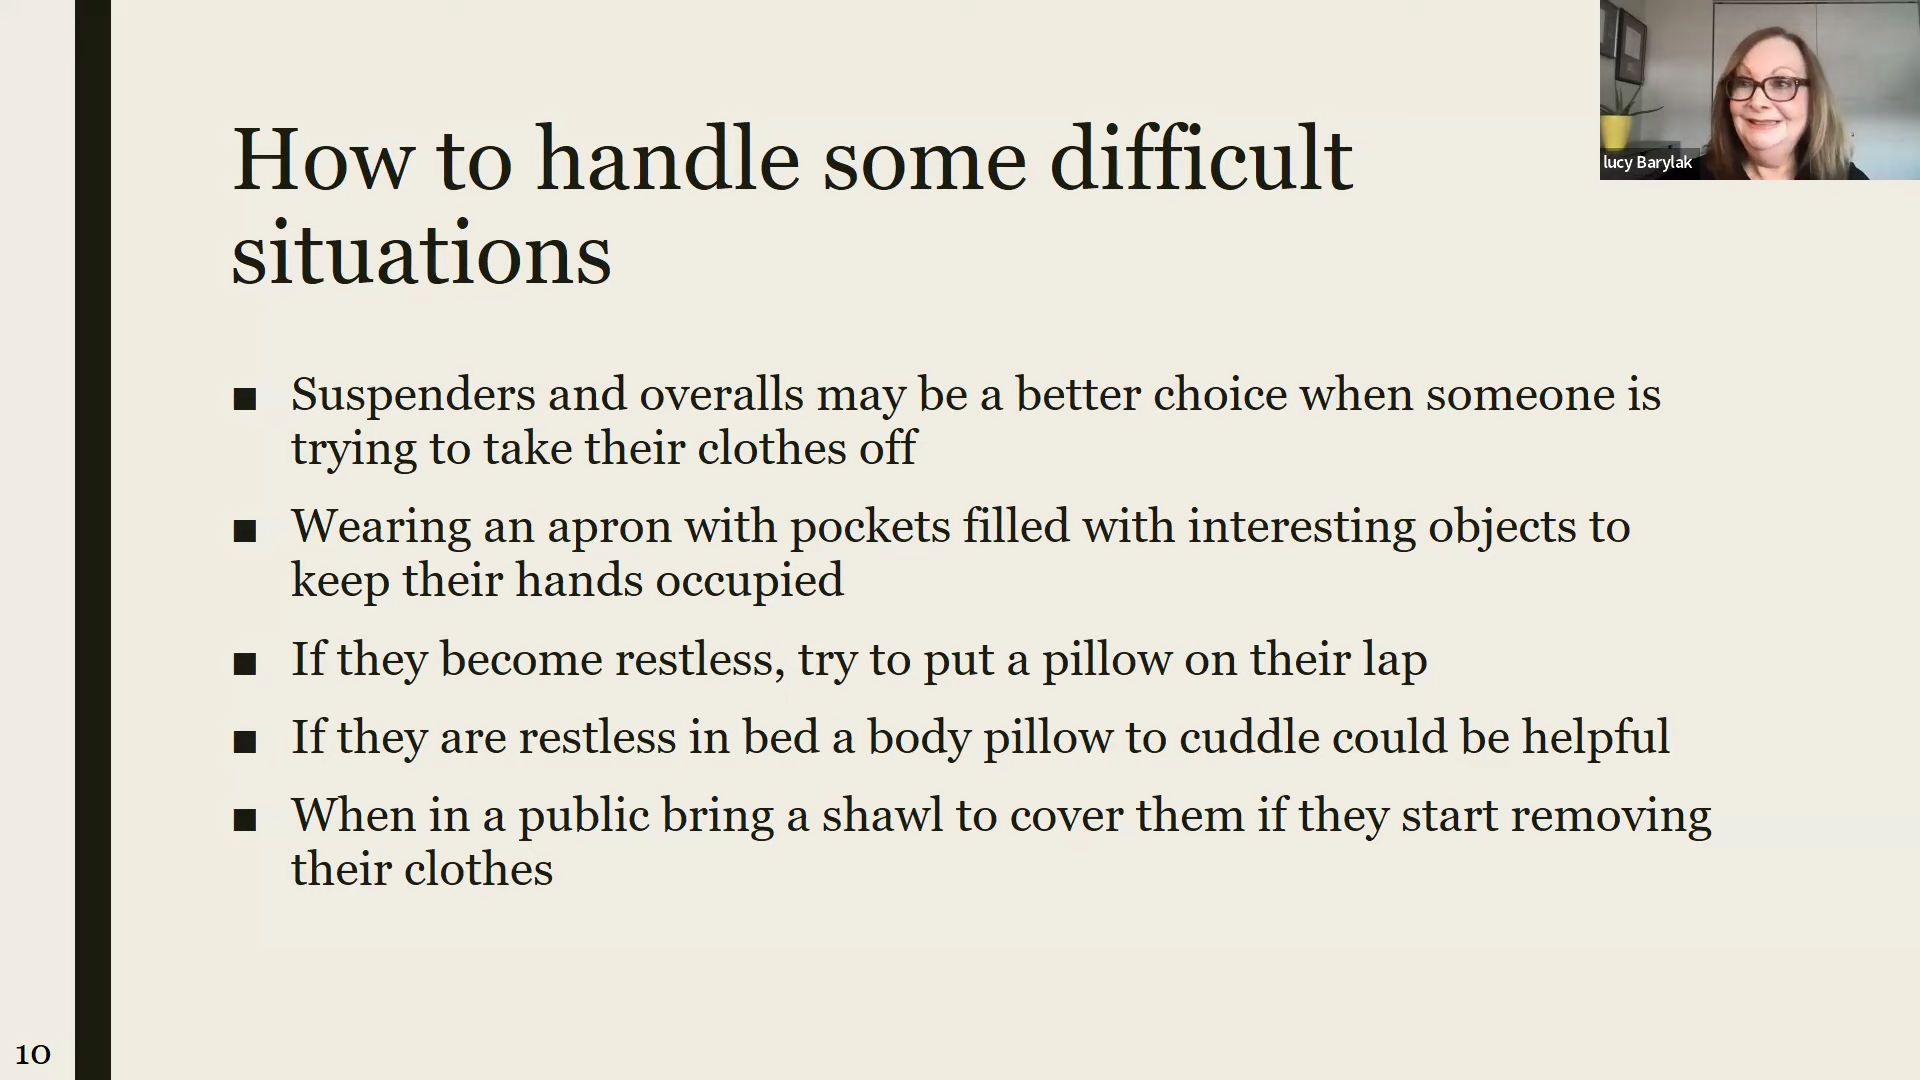 How to handle some difficult
situations
lucy Barylak
■ Suspenders and overalls may be a better choice when someone is
trying to take their clothes off
■ Wearing an apron with pockets filled with interesting objects to
keep their hands occupied
■ If they become restless, try to put a pillow on their lap
■ If they are restless in bed a body pillow to cuddle could be helpful
■ When in a public bring a shawl to cover them if they start removing
their clothes
10